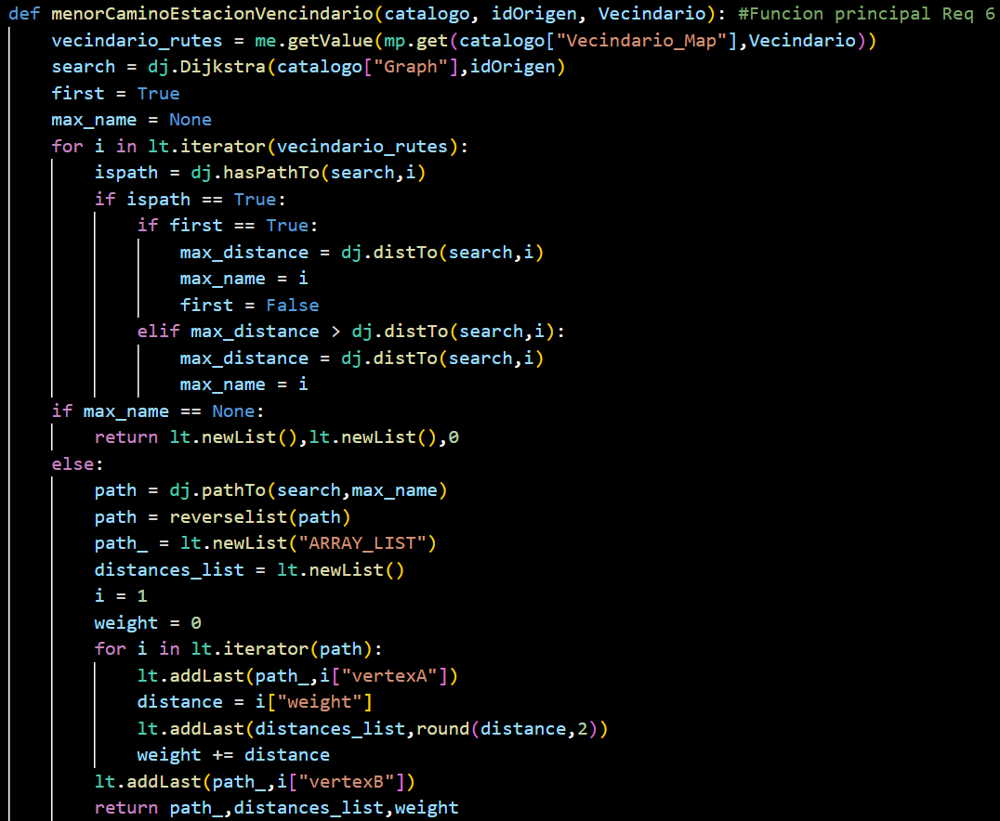 def menorCaminoEstacionVencindario(catalogo, idOrigen, Vecindario): #Funcion principal Req 6
    vecindario_rutes = me.getValue(mp.get(catalogo["Vecindario_Map"],Vecindario))
    search = dj.Dijkstra(catalogo["Graph"],idOrigen)
    first = True
    max_name = None
    for i in lt.iterator(vecindario_rutes):
        ispath = dj.hasPathTo(search,i)
        if ispath == True:
            if first == True:
                max_distance = dj.distTo(search,i)
                max_name = i
                first = False
            elif max_distance > dj.distTo(search,i):
                max_distance = dj.distTo(search,i)
                max_name = i
    if max_name == None:
        return lt.newList(),lt.newList(),0
    else:
        path = dj.pathTo(search,max_name)
        path = reverselist(path)
        path_ = lt.newList("ARRAY_LIST")
        distances_list = lt.newList()
        i = 1
        weight = 0
        for i in lt.iterator(path):
            lt.addLast(path_,i["vertexA"])
            distance = i["weight"]
            lt.addLast(distances_list,round(distance,2))
            weight += distance
        lt.addLast(path_,i["vertexB"])
        return path_,distances_list,weight